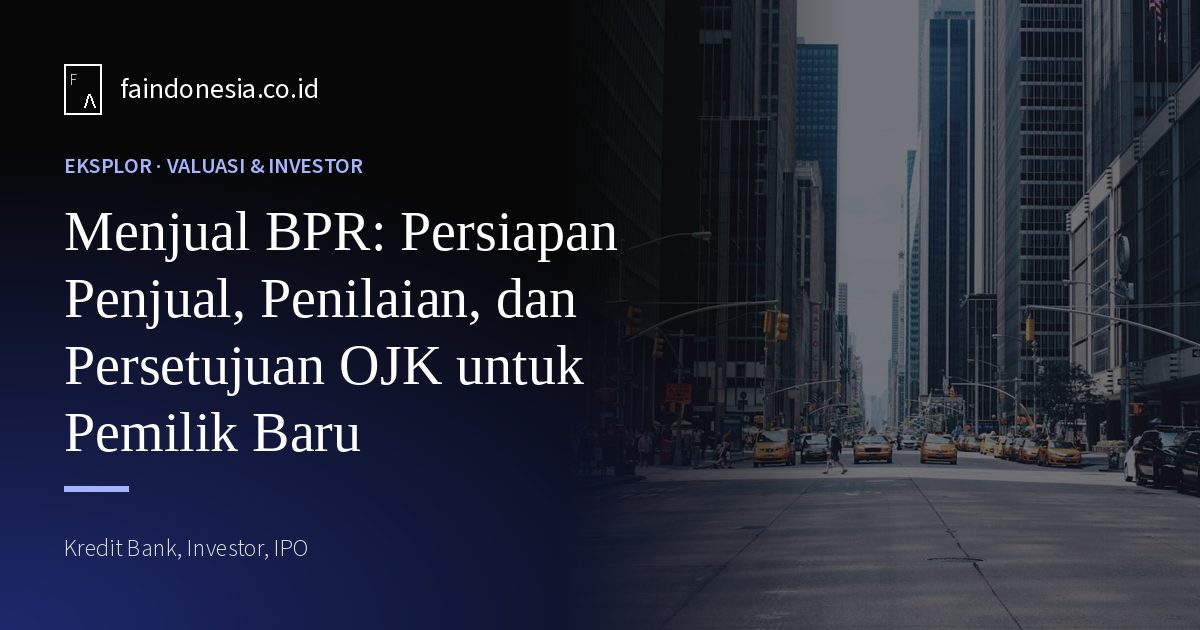 F
Λ
faindonesia.co.id
EKSPLOR · VALUASI & INVESTOR
Menjual BPR: Persiapan
Penjual, Penilaian, dan
Persetujuan OJK untuk
Pemilik Baru
Kredit Bank, Investor, IPO